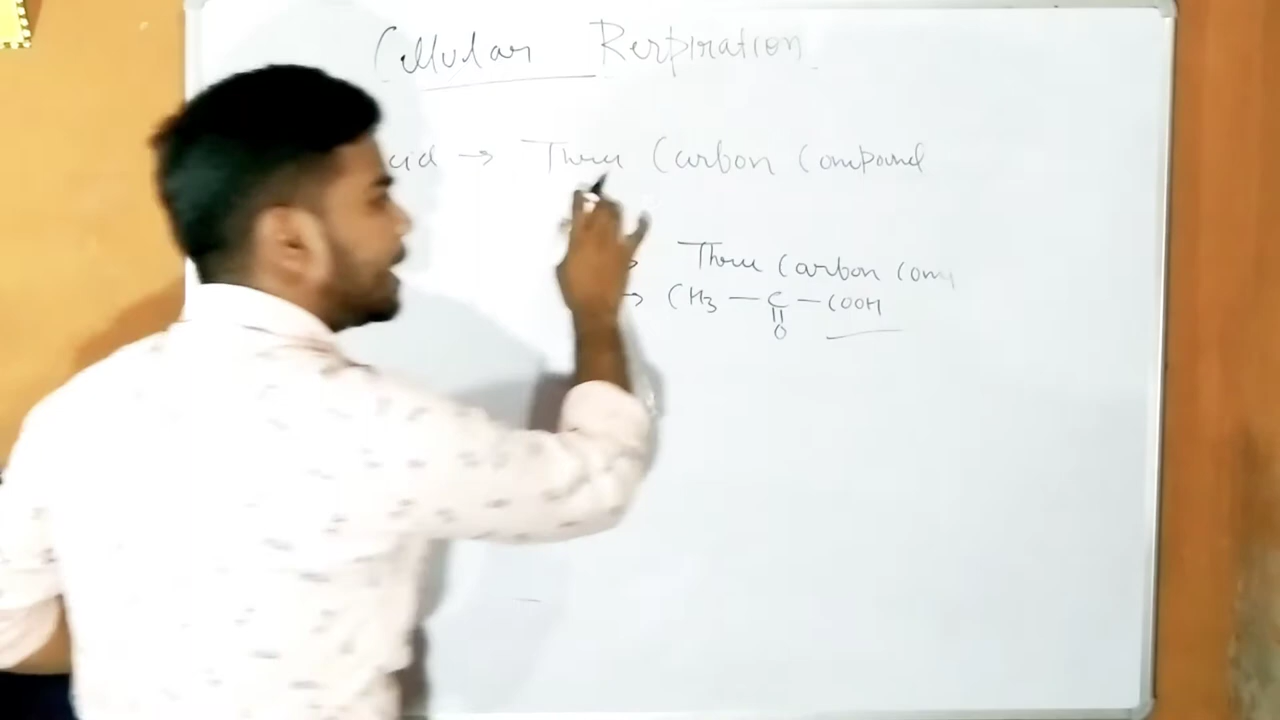 Cellular Respiration
cid → Three Carbon Compound
Three Carbon Com
→ CH3 — C — COOH
O